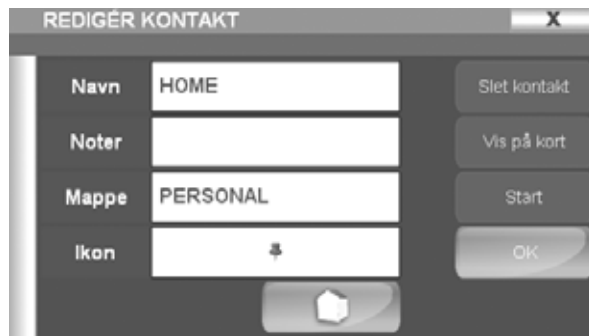 REDIGÉR KONTAKT X
Navn HOME Slet kontakt
Noter Vis på kort
Mappe PERSONAL Start
Ikon OK